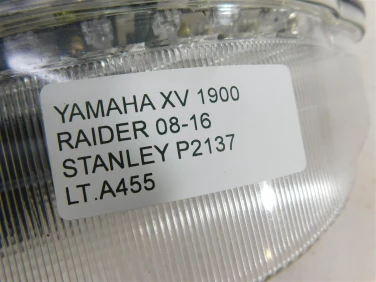 YAMAHA XV 1900
RAIDER 08-16
STANLEY P2137
LT.A455